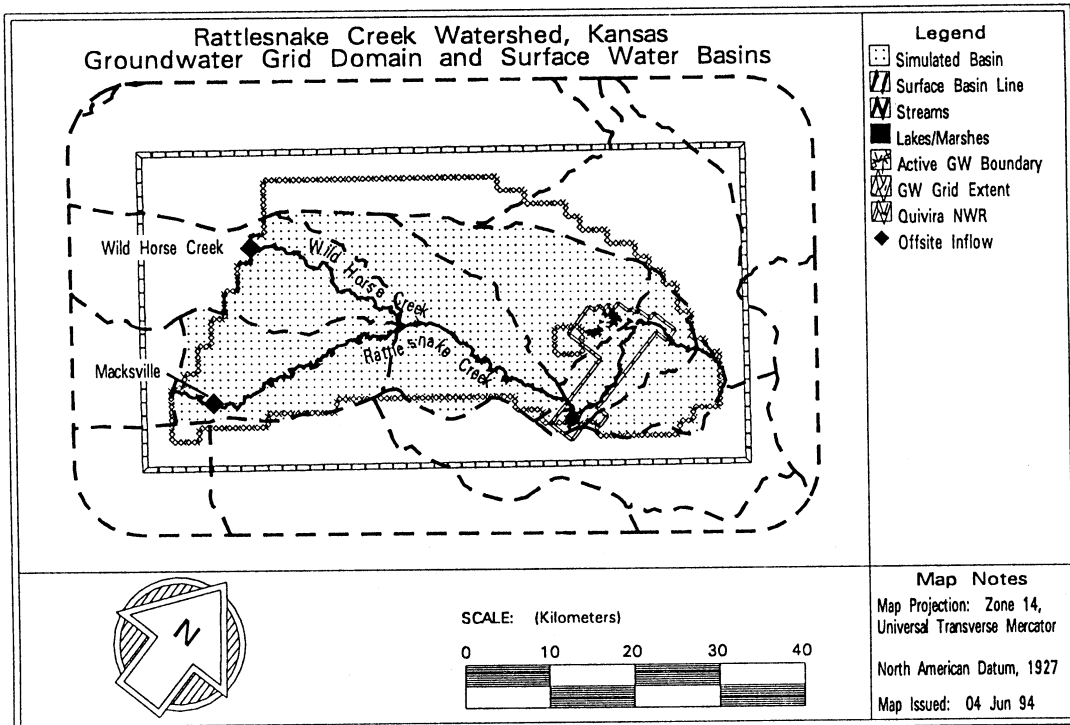 Rattlesnake Creek Watershed, Kansas
Groundwater Grid Domain and Surface Water Basins
Wild Horse Creek
Wild Horse Creek
Rattlesnake Creek
Macksville
Legend
Simulated Basin
Surface Basin Line
Streams
Lakes/Marshes
Active GW Boundary
GW Grid Extent
Quivira NWR
Offsite Inflow
N
SCALE: (Kilometers)
0 10 20 30 40
Map Notes
Map Projection: Zone 14,
Universal Transverse Mercator
North American Datum, 1927
Map Issued: 04 Jun 94